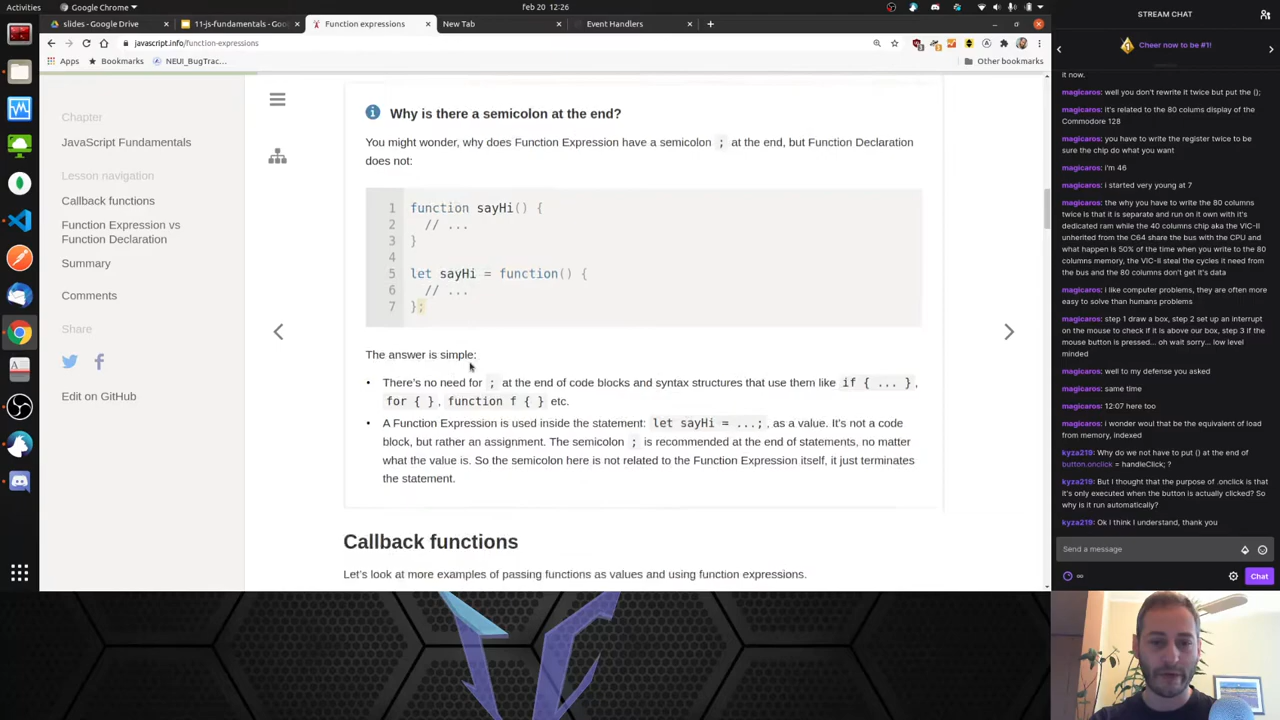 Activities
Google Chrome
feb 20 12:26
slides - Google Drive
11-js-fundamentals - Goo
Function expressions
New Tab
Event Handlers
javascript.info/function-expressions
Apps
Bookmarks
NEUI_BugTrac...
Other bookmarks
Chapter
JavaScript Fundamentals
Lesson navigation
Callback functions
Function Expression vs
Function Declaration
Summary
Comments
Share
Edit on GitHub
Why is there a semicolon at the end?
You might wonder, why does Function Expression have a semicolon ; at the end, but Function Declaration
does not:
1 function sayHi() {
2 // ...
3 }
4
5 let sayHi = function() {
6 // ...
7 };
The answer is simple:
• There's no need for ; at the end of code blocks and syntax structures that use them like if { ... } ,
for { } , function f { } etc.
• A Function Expression is used inside the statement: let sayHi = ...; , as a value. It's not a code
block, but rather an assignment. The semicolon ; is recommended at the end of statements, no matter
what the value is. So the semicolon here is not related to the Function Expression itself, it just terminates
the statement.
Callback functions
Let's look at more examples of passing functions as values and using function expressions.
STREAM CHAT
Cheer now to be #1!
it now.
magicaros: well you don't rewrite it twice but put the ();
magicaros: it's related to the 80 colums display of the
Commodore 128
magicaros: you have to write the register twice to be
sure the chip do what you want
magicaros: i'm 46
magicaros: i started very young at 7
magicaros: the why you have to write the 80 columns
twice is that it is separate and run on it own with it's
dedicated ram while the 40 columns chip aka the VIC-II
unherited from the C64 share the bus with the CPU and
what happen is 50% of the time when you write to the 80
columns memory, the VIC-II steal the cycles it need from
the bus and the 80 columns don't get it's data
magicaros: i like computer problems, they are often more
easy to solve than humans problems
magicaros: step 1 draw a box, step 2 set up an interrupt
on the mouse to check if it is above our box, step 3 if the
mouse button is pressed... oh wait sorry... low level
minded
magicaros: well to my defense you asked
magicaros: same time
magicaros: 12:07 here too
magicaros: i wonder woul that be the equivalent of load
from memory, indexed
kyza219: Why do we not have to put () at the end of
button.onclick = handleClick; ?
kyza219: But I thought that the purpose of .onclick is that
it's only executed when the button is actually clicked? So
why is it run automatically?
kyza219: Ok I think I understand, thank you
Send a message
Chat